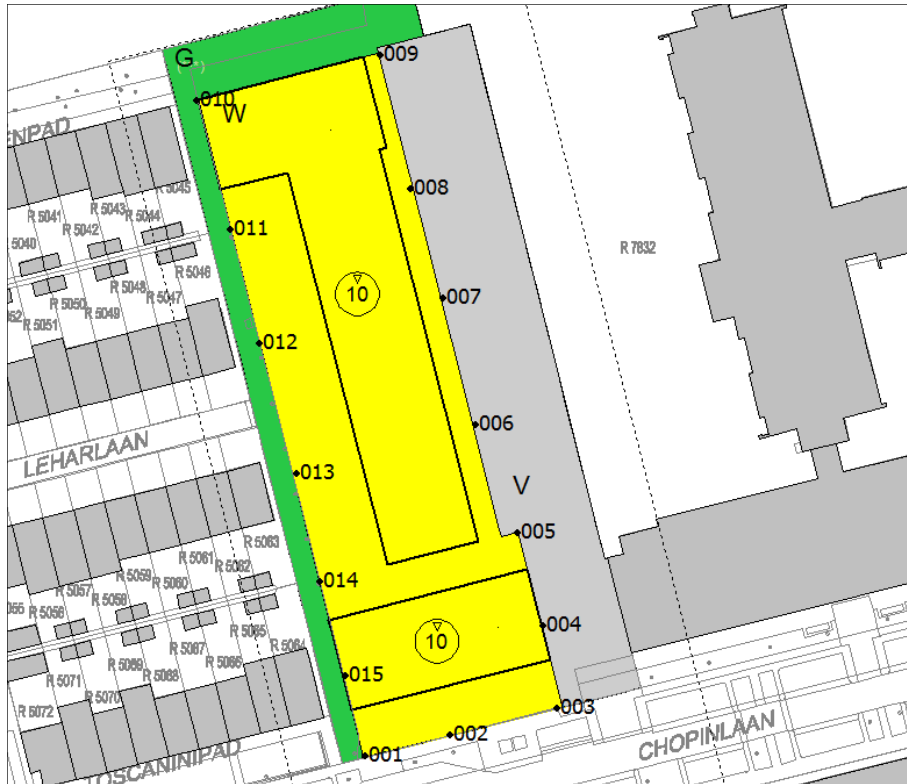 G
009
010
W
ENPAD
R 5045
008
R 5043
R 5041
R 5044
R 5042
5040
011
R 7832
R 5046
R 5048
R 5047
R 5050
R 5049
R 5051
10
007
012
006
LEHARLAAN
013
V
005
R 5063
R 5061
R 5062
014
R 5059
R 5060
R 5057
R 5058
R 5056
004
10
R 5065
R 5064
R 5067
R 5066
R 5069
R 5068
R 5071
R 5070
R 5072
015
003
002
CHOPINLAAN
001
TOSCANINIPAD